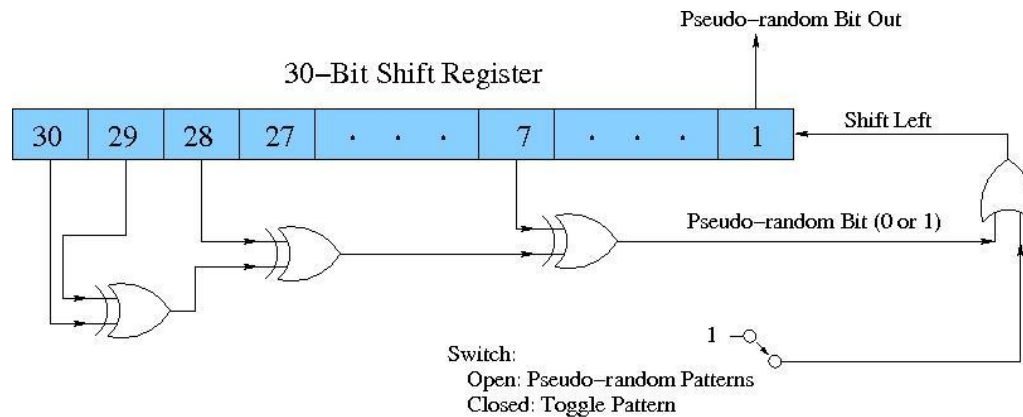 Pseudo-random Bit Out
30-Bit Shift Register
30 29 28 27 · · · 7 · · · 1
Shift Left
Pseudo-random Bit (0 or 1)
1
Switch:
Open: Pseudo-random Patterns
Closed: Toggle Pattern